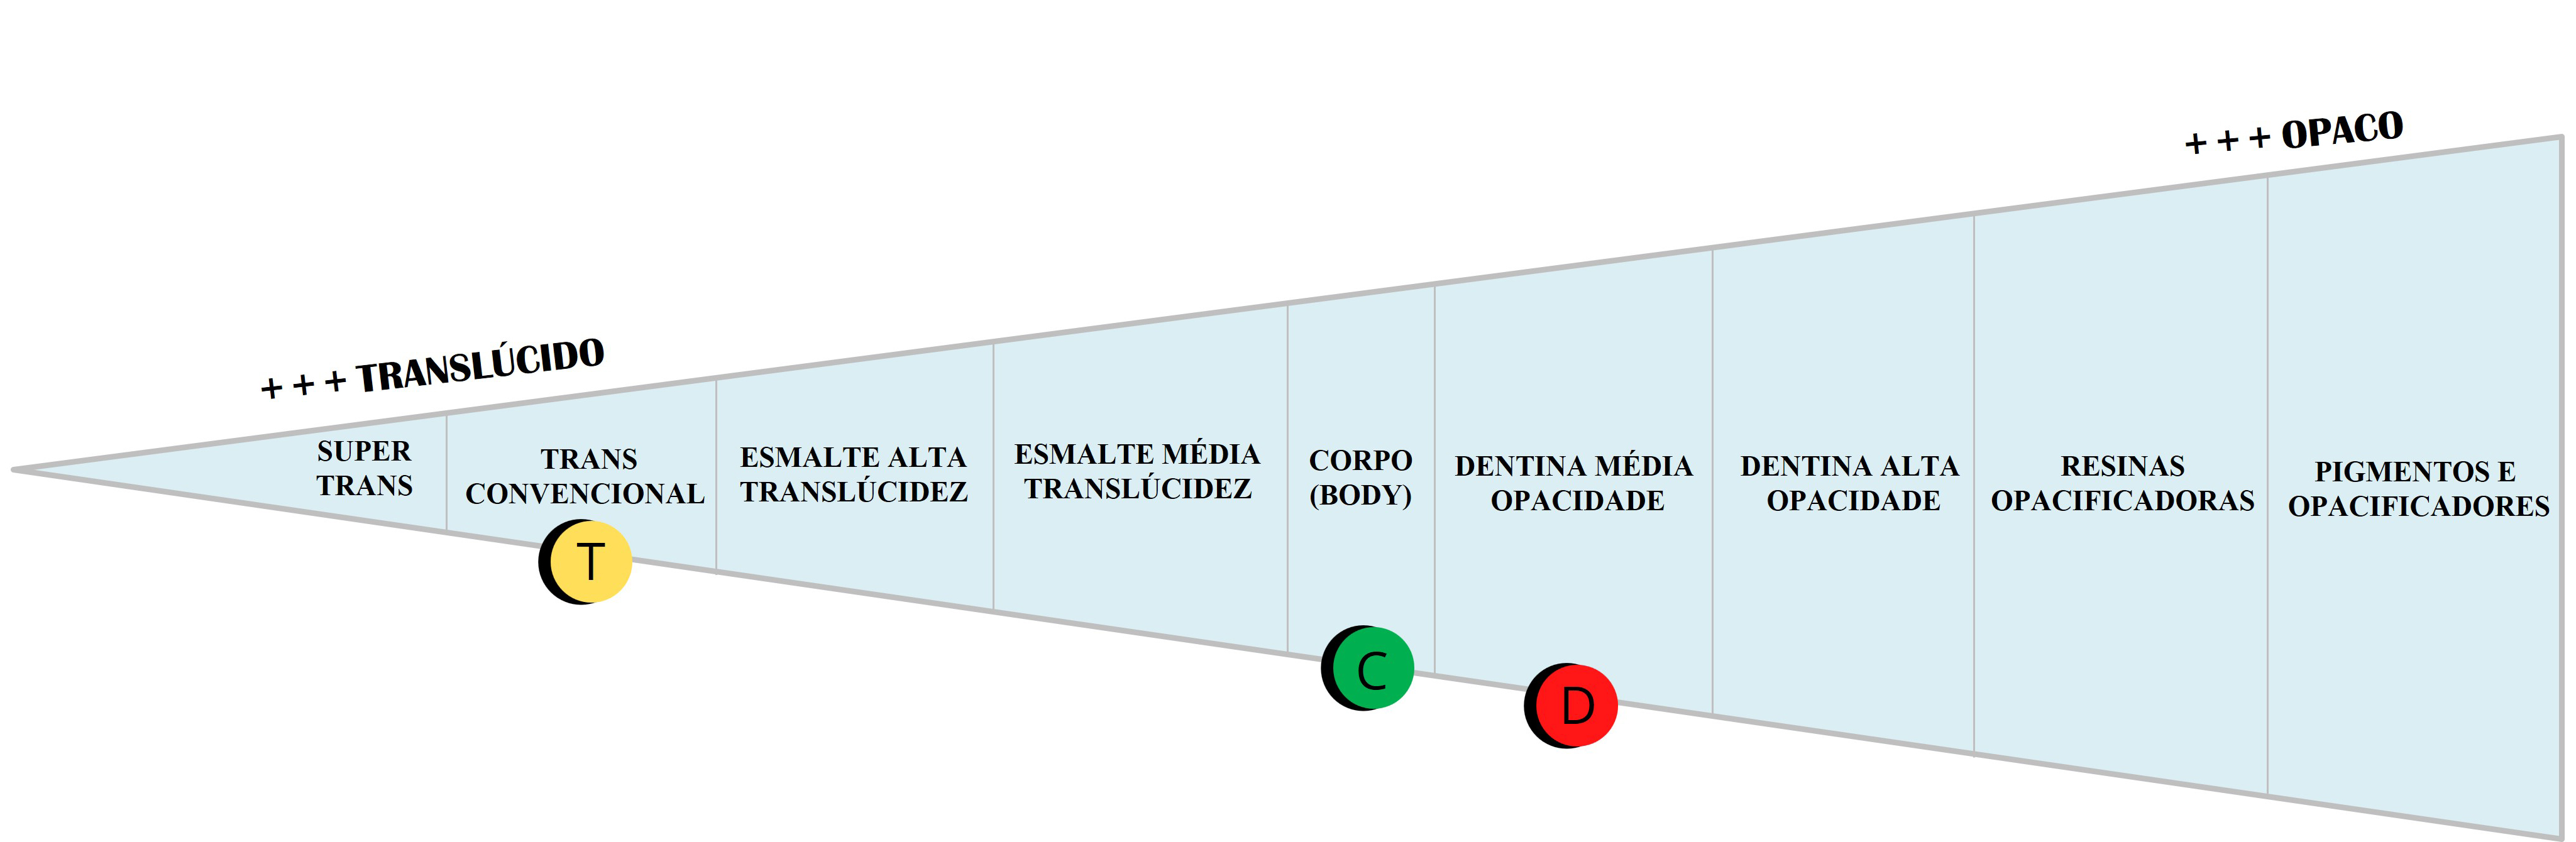 + + + OPACO
+ + + TRANSLÚCIDO
SUPER
TRANS
TRANS
CONVENCIONAL
ESMALTE ALTA
TRANSLÚCIDEZ
ESMALTE MÉDIA
TRANSLÚCIDEZ
CORPO
(BODY)
DENTINA MÉDIA
OPACIDADE
DENTINA ALTA
OPACIDADE
RESINAS
OPACIFICADORAS
PIGMENTOS E
OPACIFICADORES
T
C
D